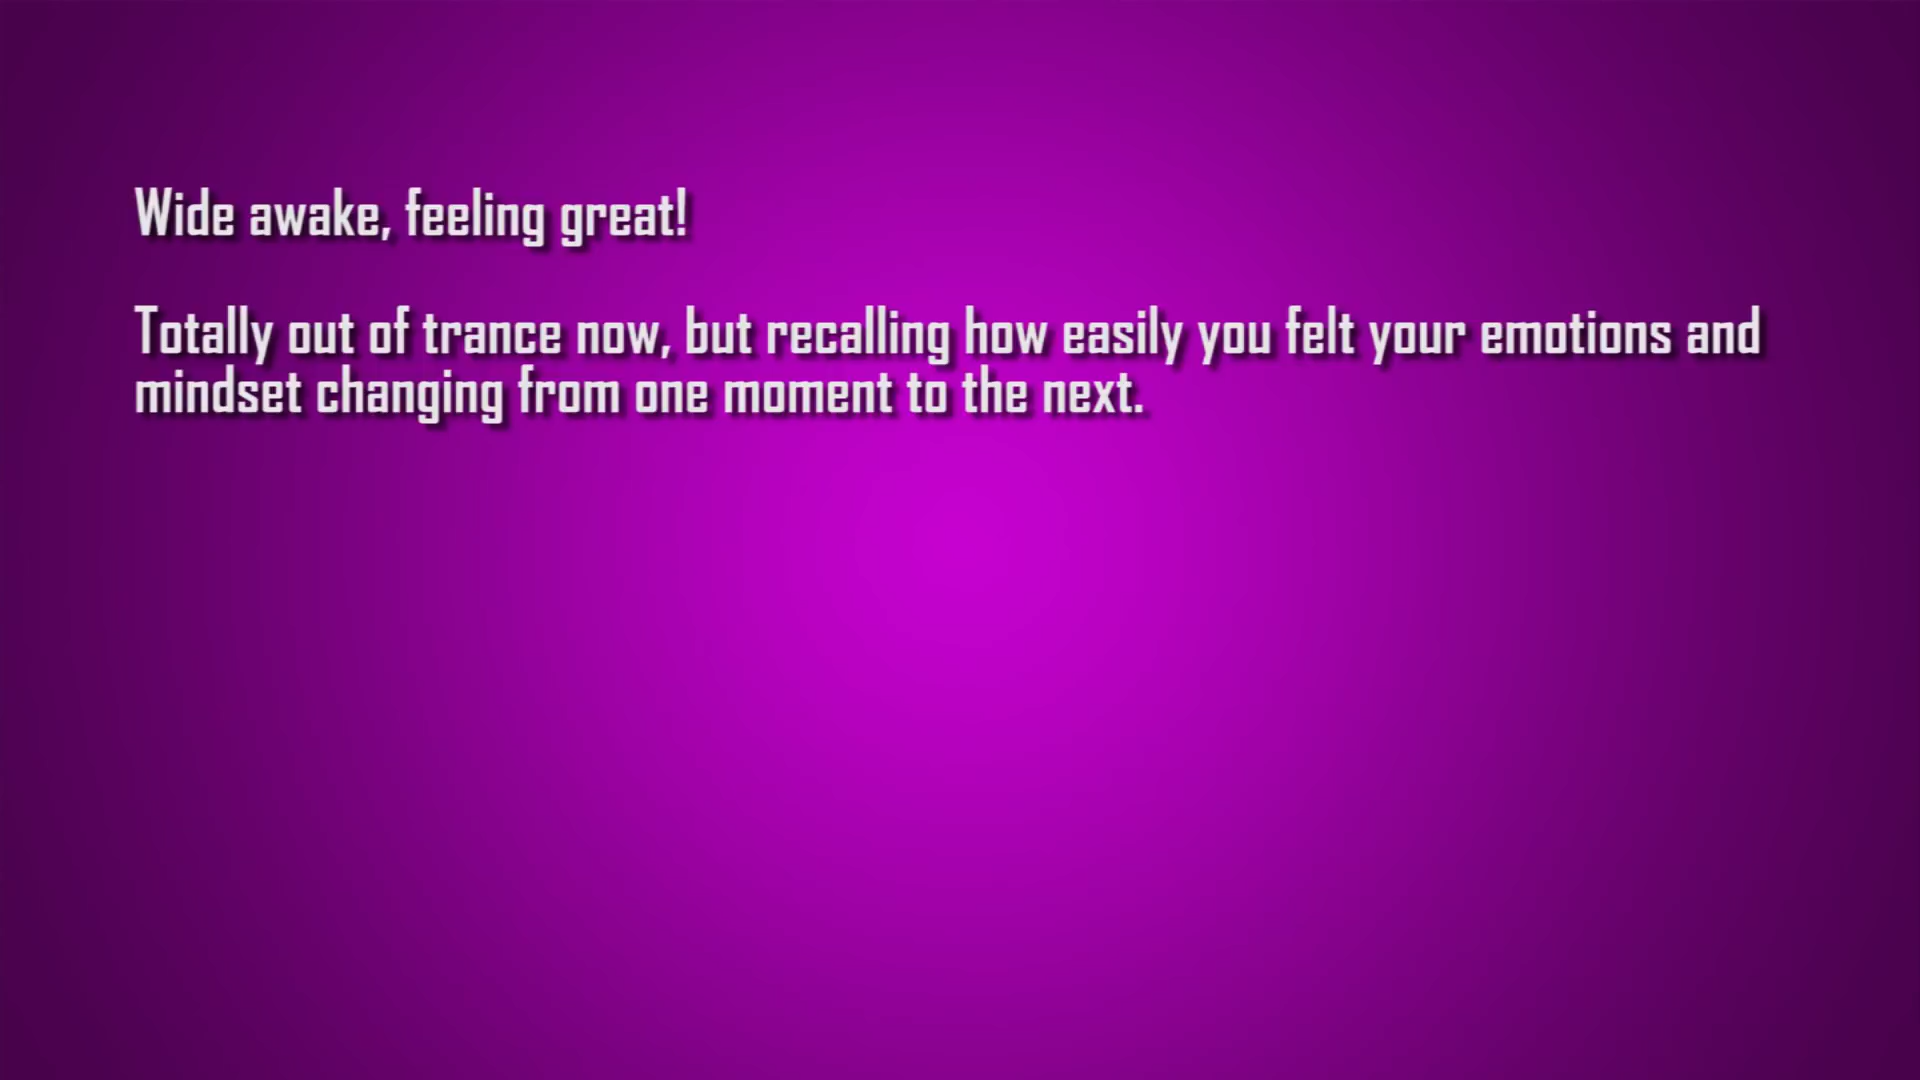 Wide awake, feeling great!
Totally out of trance now, but recalling how easily you felt your emotions and
mindset changing from one moment to the next.